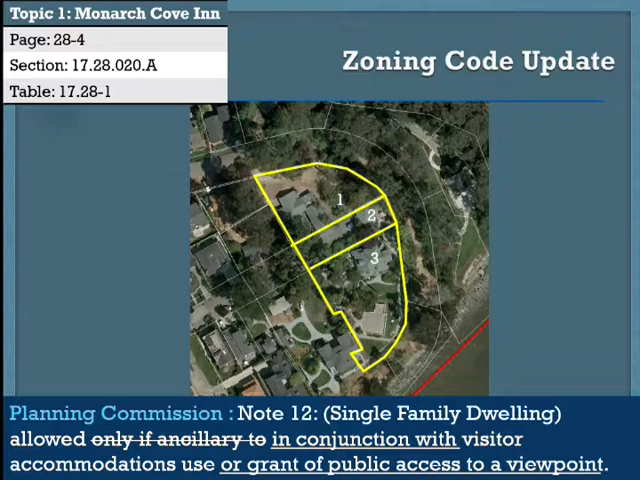 Topic 1: Monarch Cove Inn
Page: 28-4
Section: 17.28.020.A
Table: 17.28-1
Zoning Code Update
1
2
3
Planning Commission : Note 12: (Single Family Dwelling)
allowed only if ancillary to in conjunction with visitor
accommodations use or grant of public access to a viewpoint.